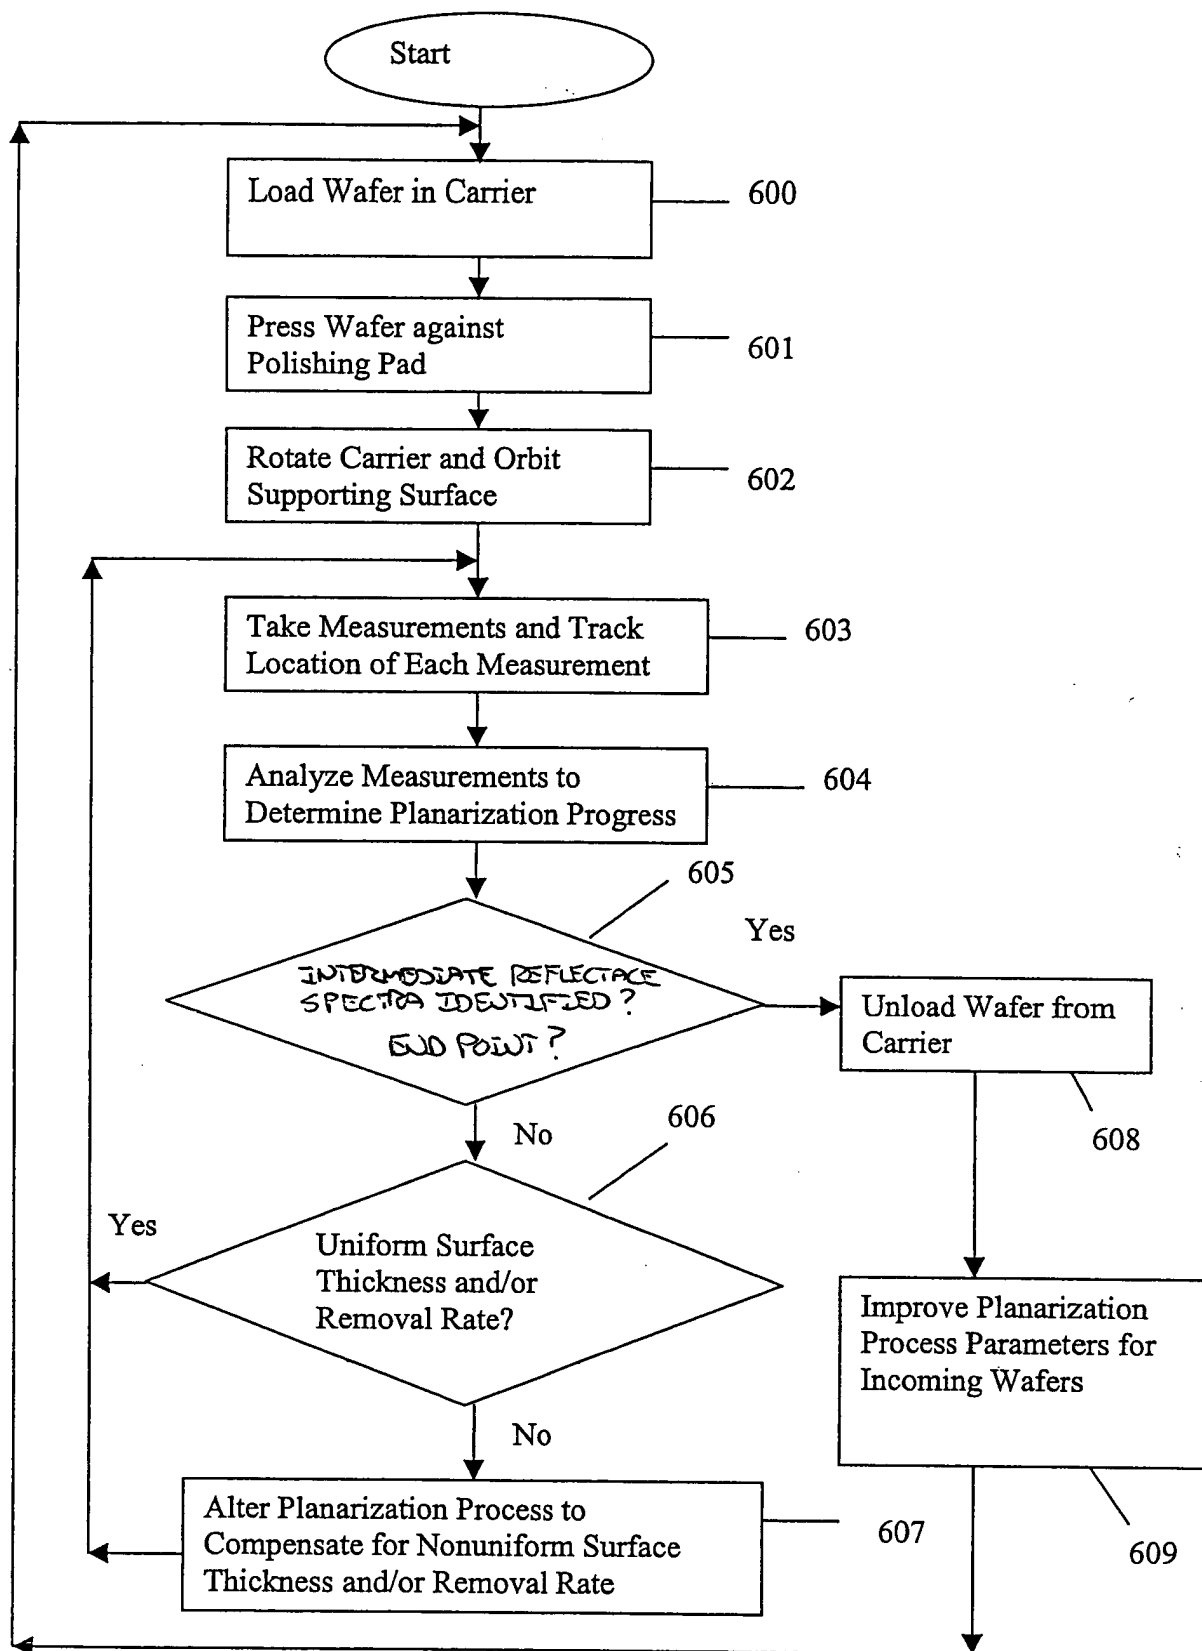 Start
Load Wafer in Carrier
600
Press Wafer against
Polishing Pad
601
Rotate Carrier and Orbit
Supporting Surface
602
Take Measurements and Track
Location of Each Measurement
603
Analyze Measurements to
Determine Planarization Progress
604
605
INTERMEDIATE REFLECTACE
SPECTRA IDENTIFIED?
END POINT?
Yes
Unload Wafer from
Carrier
608
No
606
Uniform Surface
Thickness and/or
Removal Rate?
Yes
Improve Planarization
Process Parameters for
Incoming Wafers
609
No
Alter Planarization Process to
Compensate for Nonuniform Surface
Thickness and/or Removal Rate
607